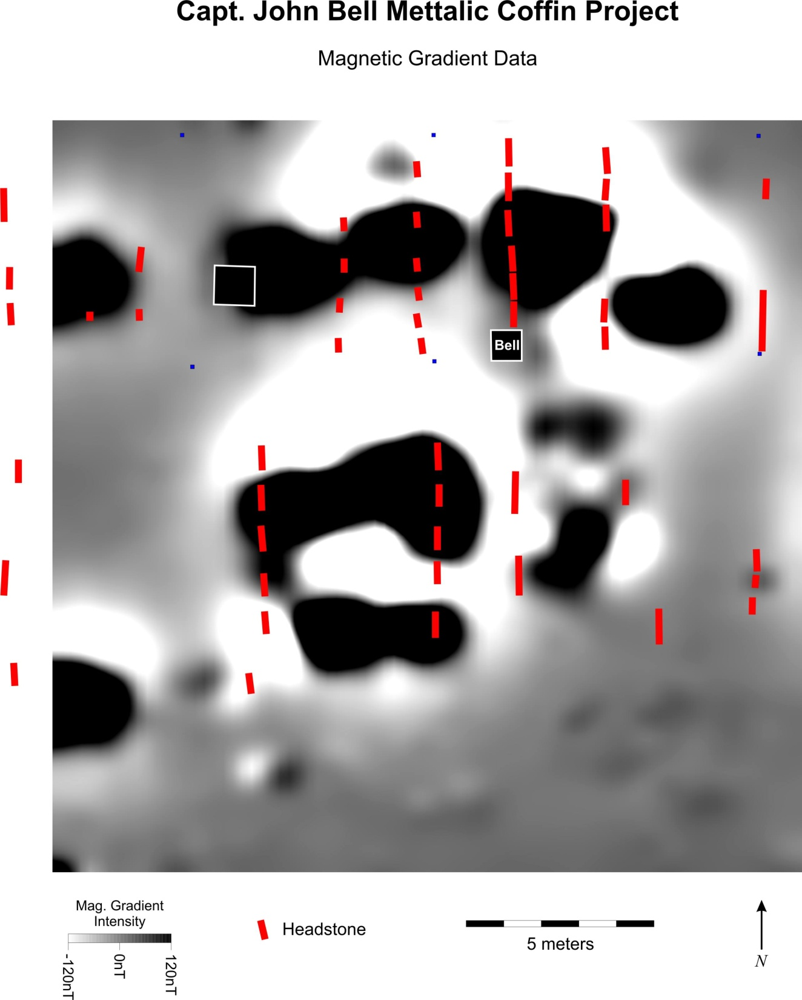 Capt. John Bell Mettalic Coffin Project
Magnetic Gradient Data
Bell
Mag. Gradient
Intensity
-120nT
0nT
120nT
Headstone
5 meters
N